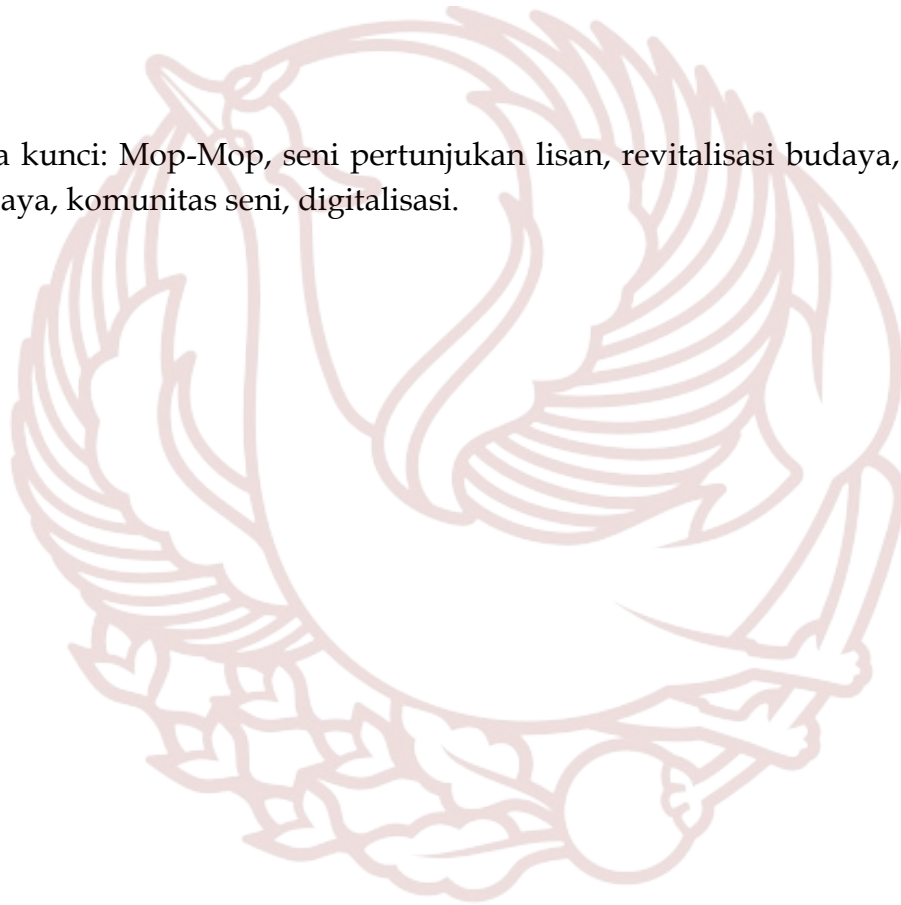 a kunci: Mop-Mop, seni pertunjukan lisan, revitalisasi budaya,
aya, komunitas seni, digitalisasi.